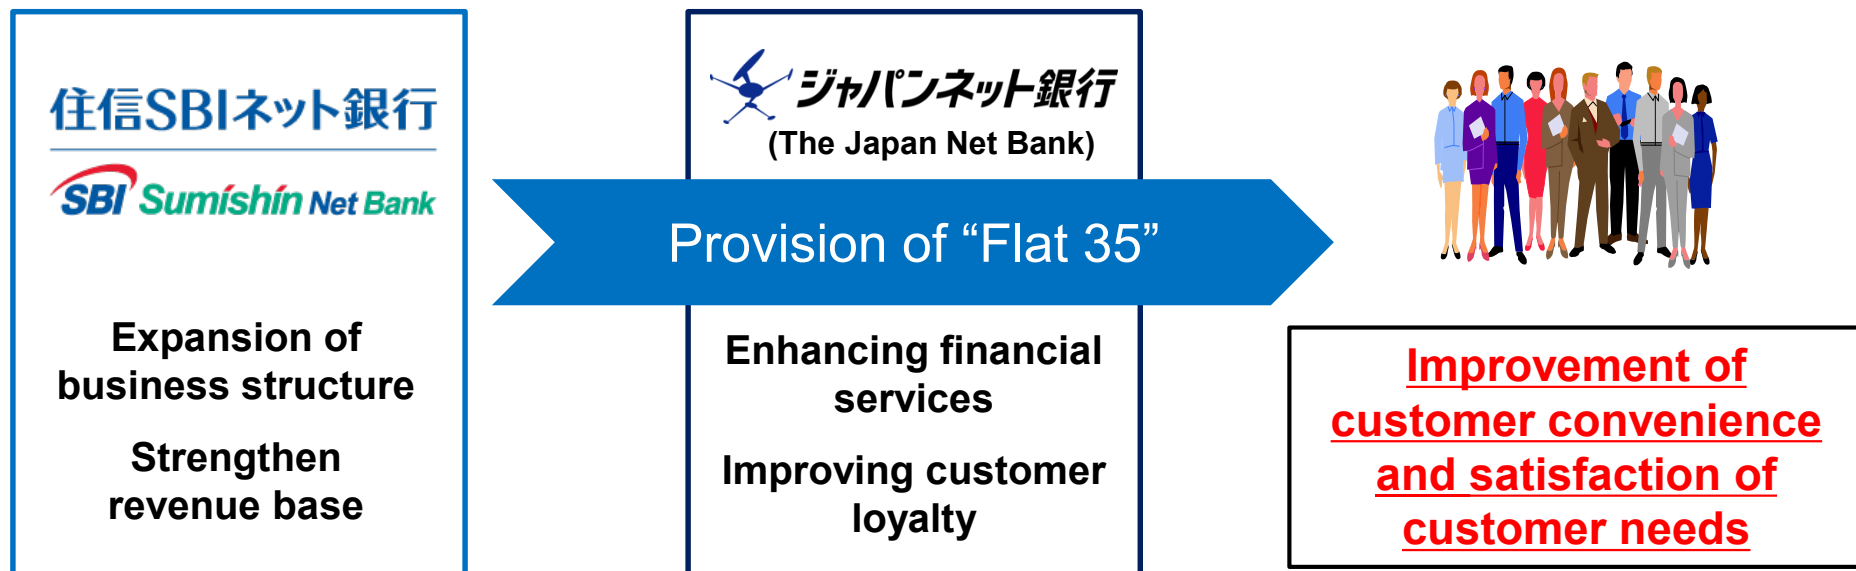 住信SBIネット銀行
SBI Sumishin Net Bank
Expansion of
business structure
Strengthen
revenue base
ジャパンネット銀行
(The Japan Net Bank)
Provision of “Flat 35”
Enhancing financial
services
Improving customer
loyalty
Improvement of
customer convenience
and satisfaction of
customer needs